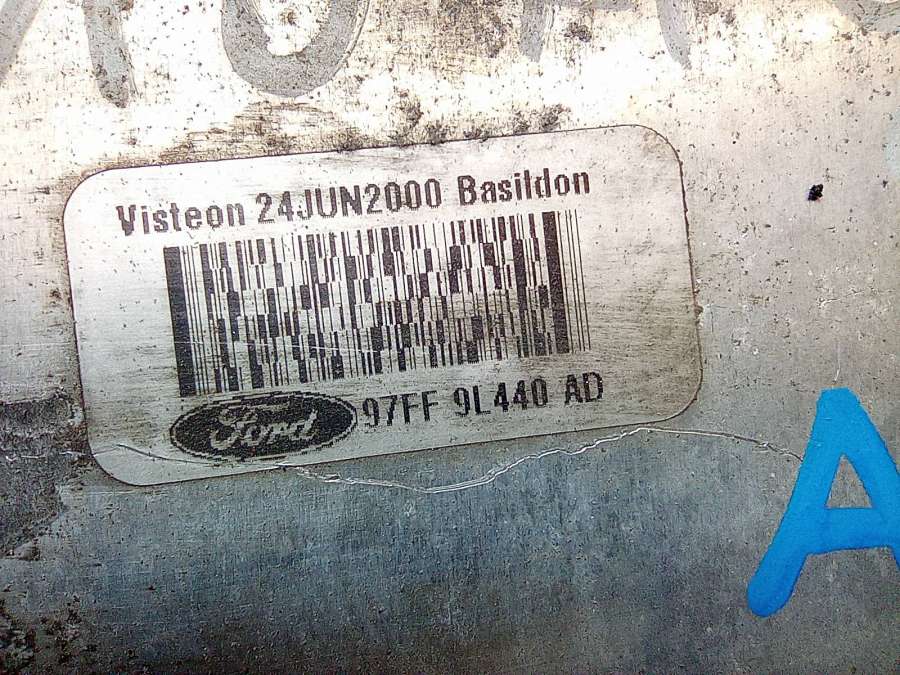 Visteon 24JUN2000 Basildon
Ford 97FF 9L440 AD
A